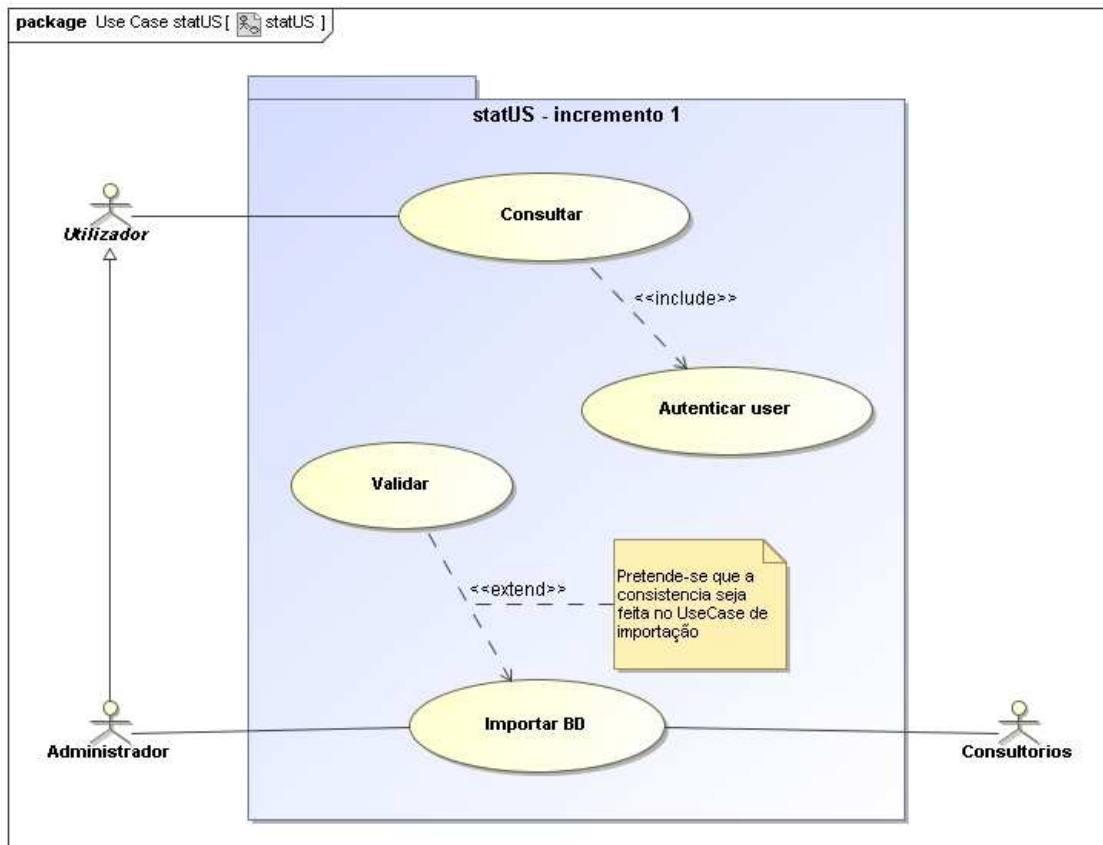 package Use Case statUS [ statUS ]
statUS - incremento 1
Consultar
Utilizador
<<include>>
Autenticar user
Validar
<<extend>>
Pretende-se que a
consistencia seja
feita no UseCase de
importação
Importar BD
Administrador
Consultorios